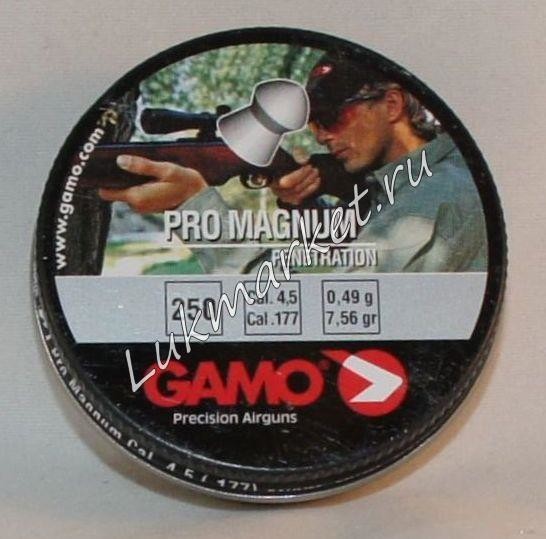 www.gamo.com
PRO MAGNUM
PENETRATION
250
Cal. 4,5
Cal .177
0,49 g
7,56 gr
GAMO®
Precision Airguns
Pro Magnum Cal. 4,5 (.177)
Lukmarket.ru